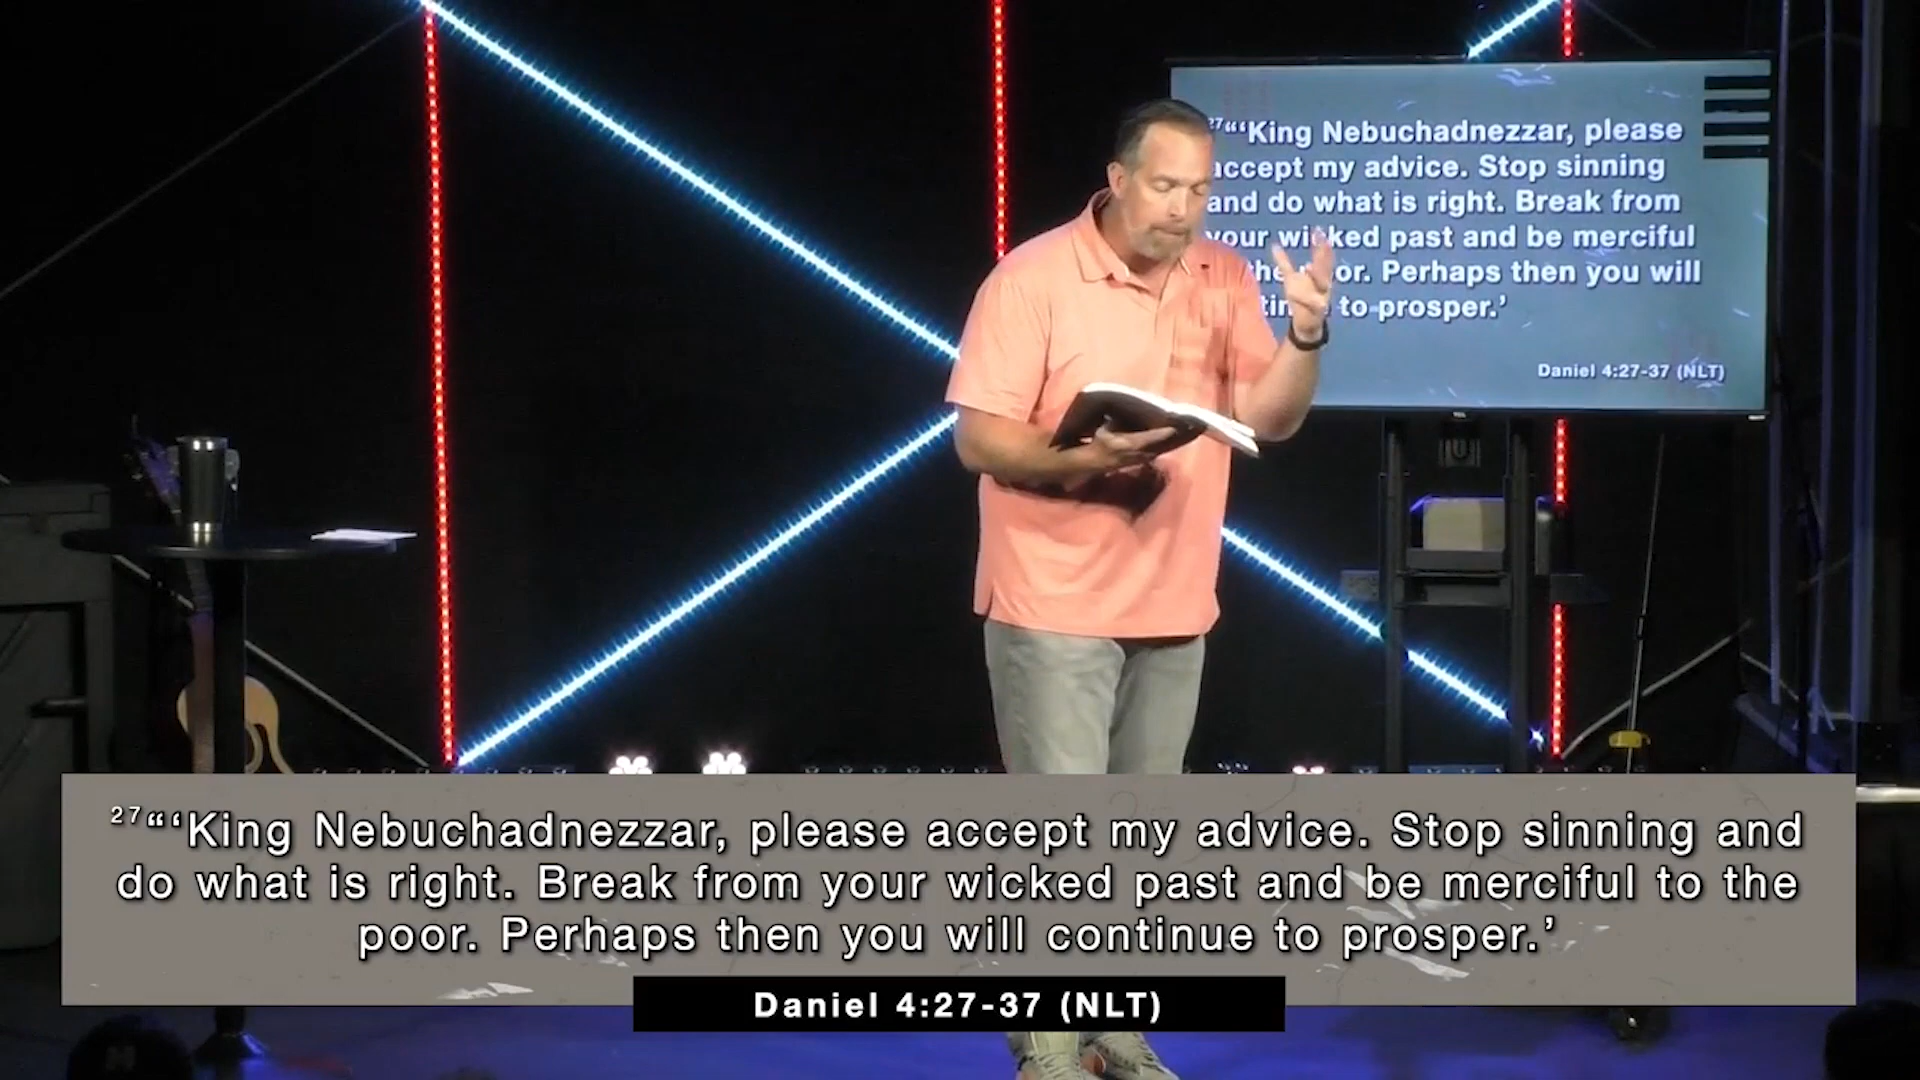 27“‘King Nebuchadnezzar, please
accept my advice. Stop sinning
and do what is right. Break from
your wicked past and be merciful
the or. Perhaps then you will
to prosper.’
Daniel 4:27-37 (NLT)
27“‘King Nebuchadnezzar, please accept my advice. Stop sinning and
do what is right. Break from your wicked past and be merciful to the
poor. Perhaps then you will continue to prosper.’
Daniel 4:27-37 (NLT)